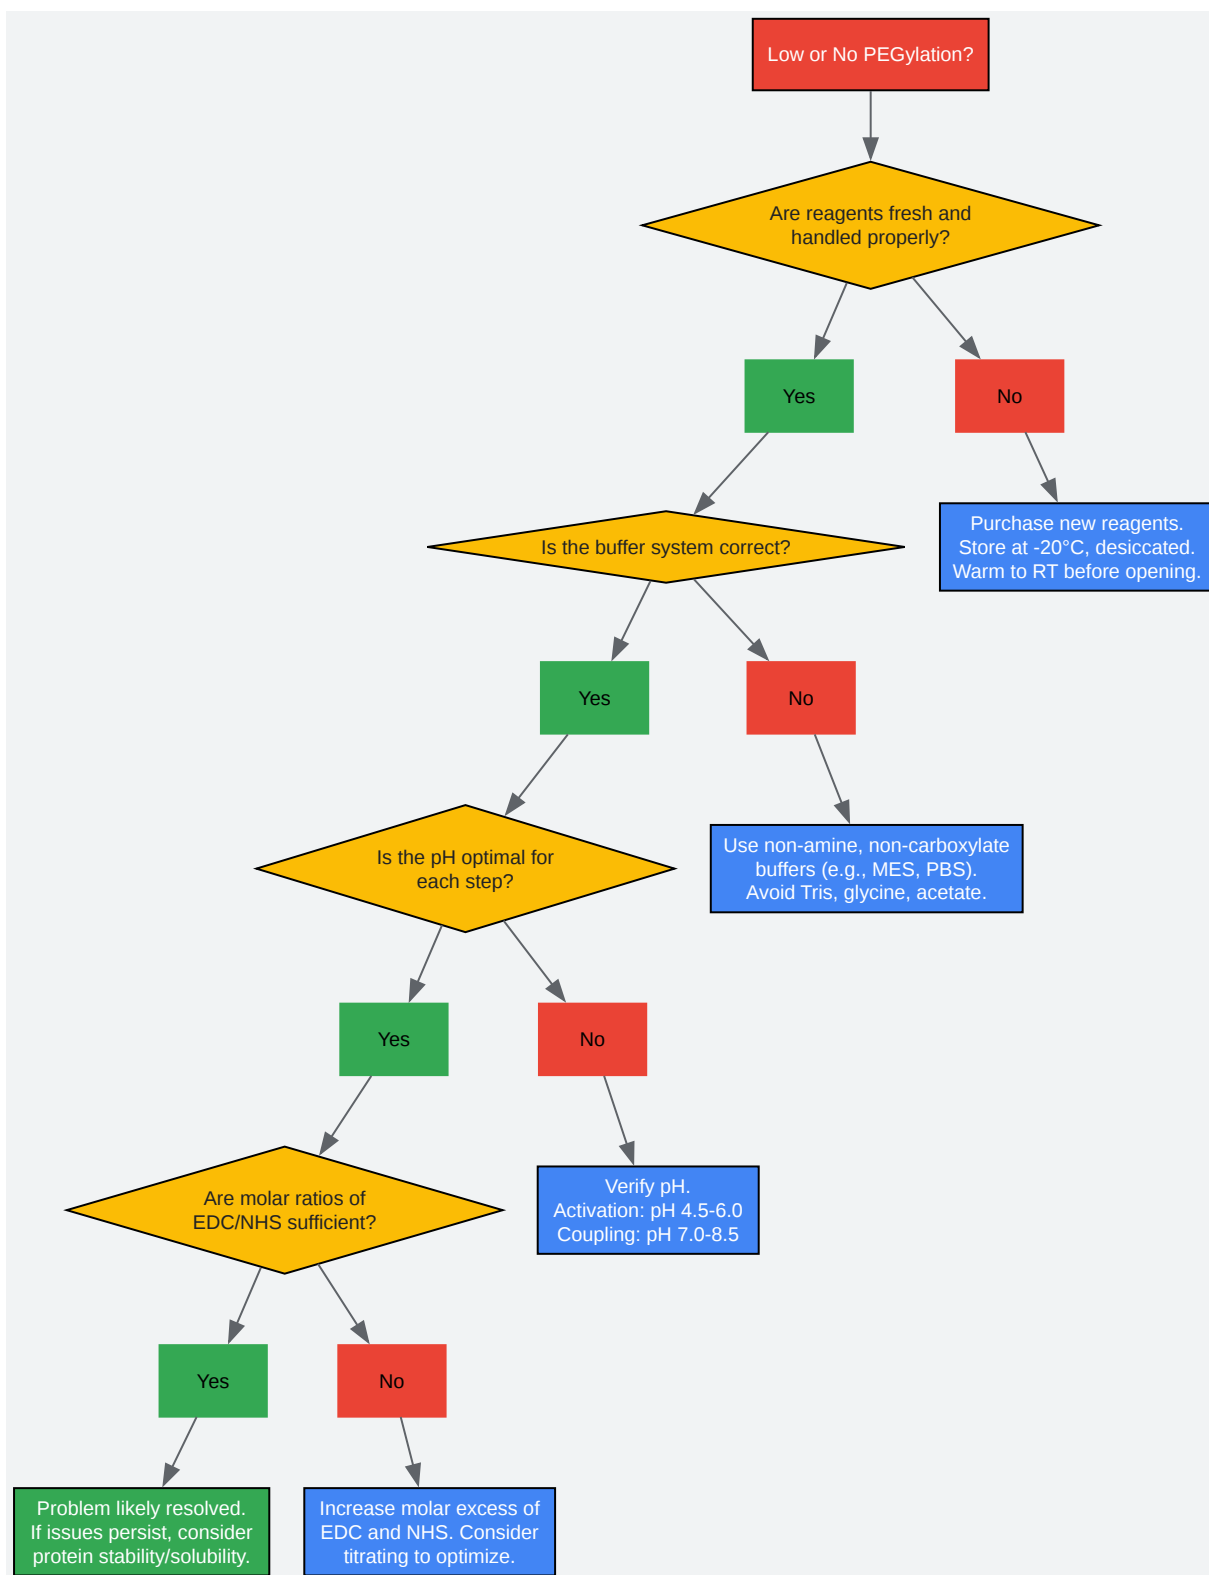 Low or No PEGylation?
Are reagents fresh and
handled properly?
Yes
No
Purchase new reagents.
Store at -20°C, desiccated.
Warm to RT before opening.
Is the buffer system correct?
Yes
No
Use non-amine, non-carboxylate
buffers (e.g., MES, PBS).
Avoid Tris, glycine, acetate.
Is the pH optimal for
each step?
Yes
No
Verify pH.
Activation: pH 4.5-6.0
Coupling: pH 7.0-8.5
Are molar ratios of
EDC/NHS sufficient?
Yes
No
Problem likely resolved.
If issues persist, consider
protein stability/solubility.
Increase molar excess of
EDC and NHS. Consider
titrating to optimize.